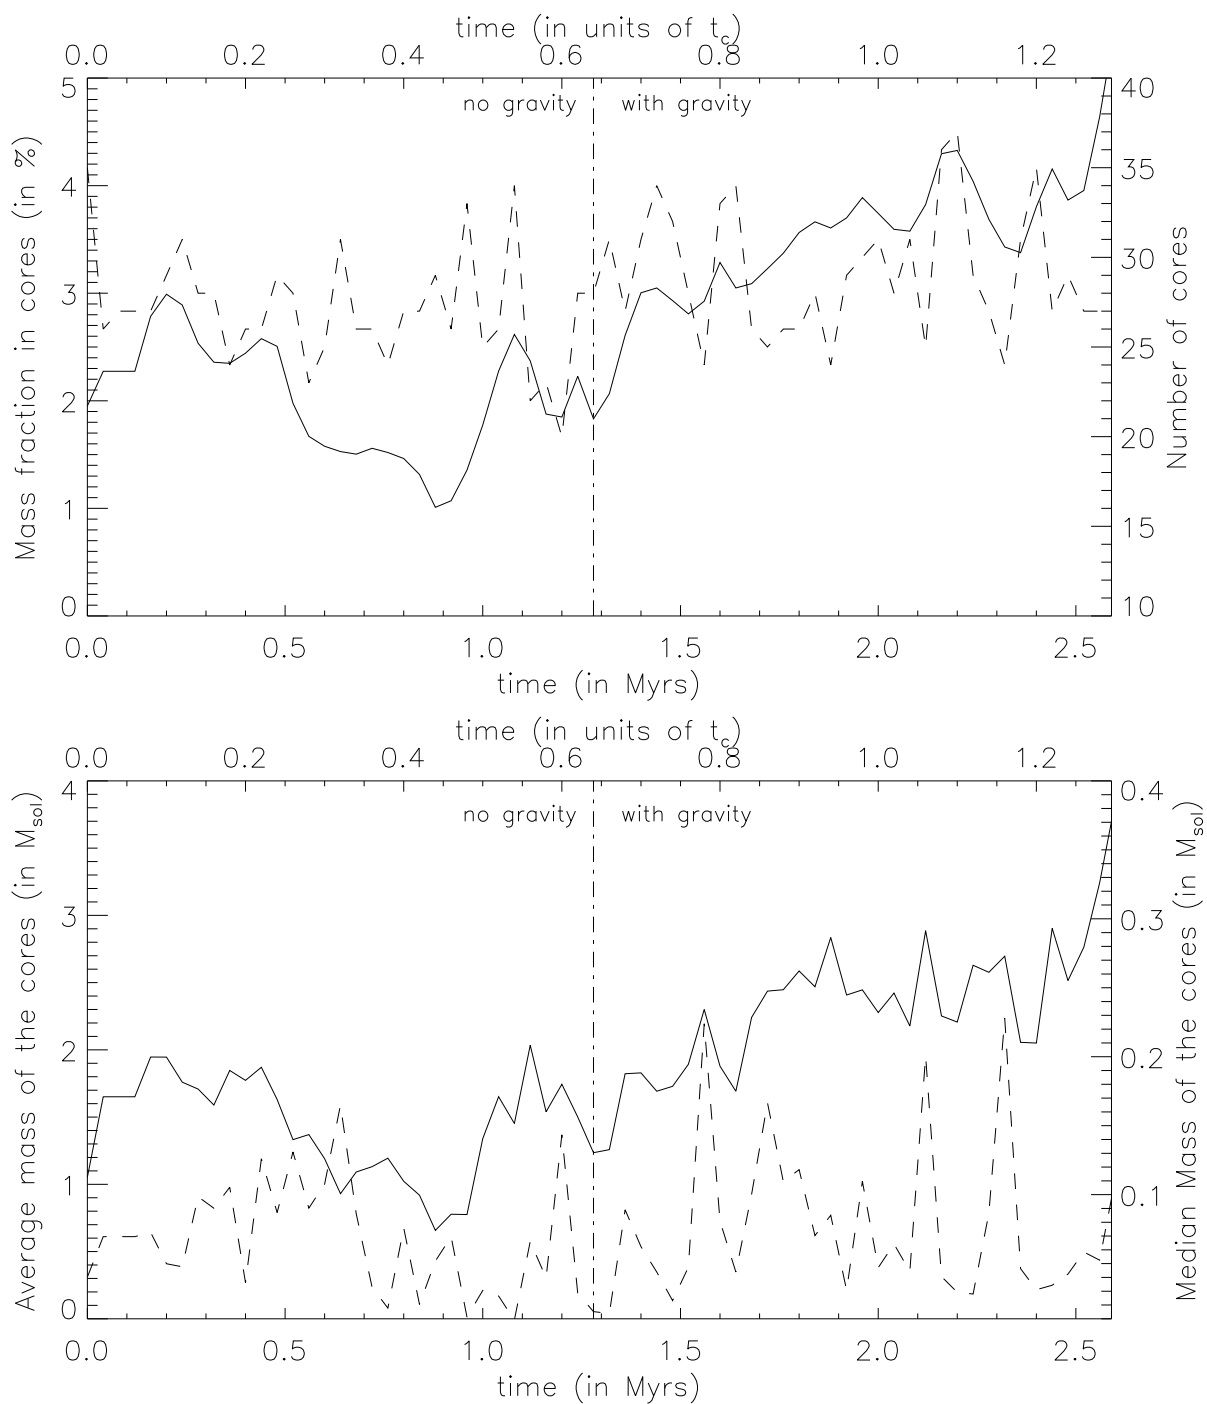 time (in units of t_c)
0.0 0.2 0.4 0.6 0.8 1.0 1.2
no gravity with gravity
Mass fraction in cores (in %)
5
4
3
2
1
0
40
35
30
25
20
15
10
Number of cores
0.0 0.5 1.0 1.5 2.0 2.5
time (in Myrs)
time (in units of t_c)
0.0 0.2 0.4 0.6 0.8 1.0 1.2
no gravity with gravity
Average mass of the cores (in M_sol)
4
3
2
1
0
0.4
0.3
0.2
0.1
Median Mass of the cores (in M_sol)
0.0 0.5 1.0 1.5 2.0 2.5
time (in Myrs)